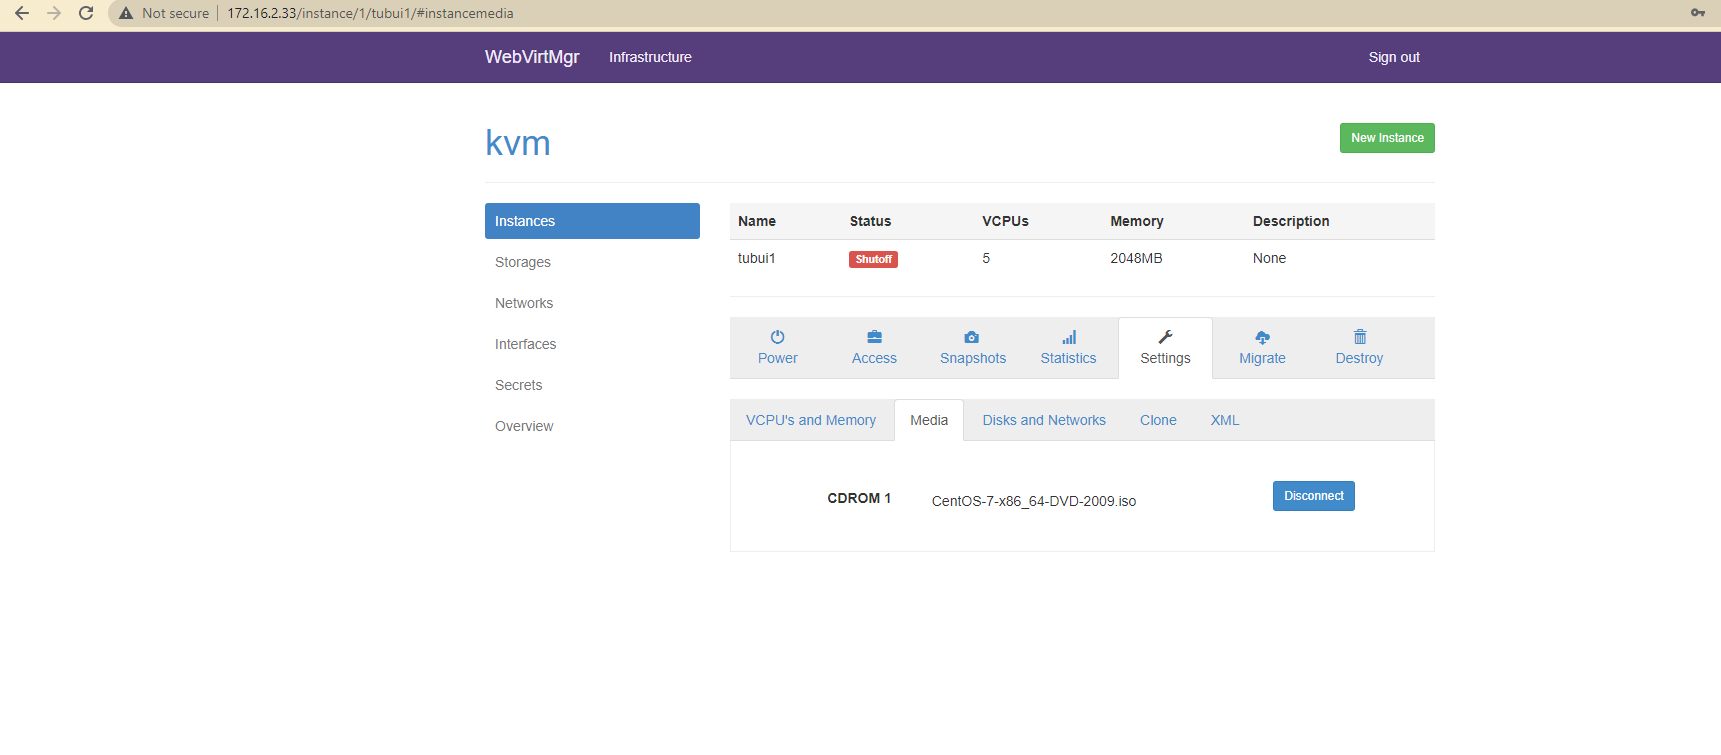 Not secure 172.16.2.33/instance/1/tubui1/#instancemedia
WebVirtMgr Infrastructure Sign out
kvm New Instance
Instances
Storages
Networks
Interfaces
Secrets
Overview
Name Status VCPUs Memory Description
tubui1 Shutoff 5 2048MB None
Power Access Snapshots Statistics Settings Migrate Destroy
VCPU's and Memory Media Disks and Networks Clone XML
CDROM 1 CentOS-7-x86_64-DVD-2009.iso Disconnect